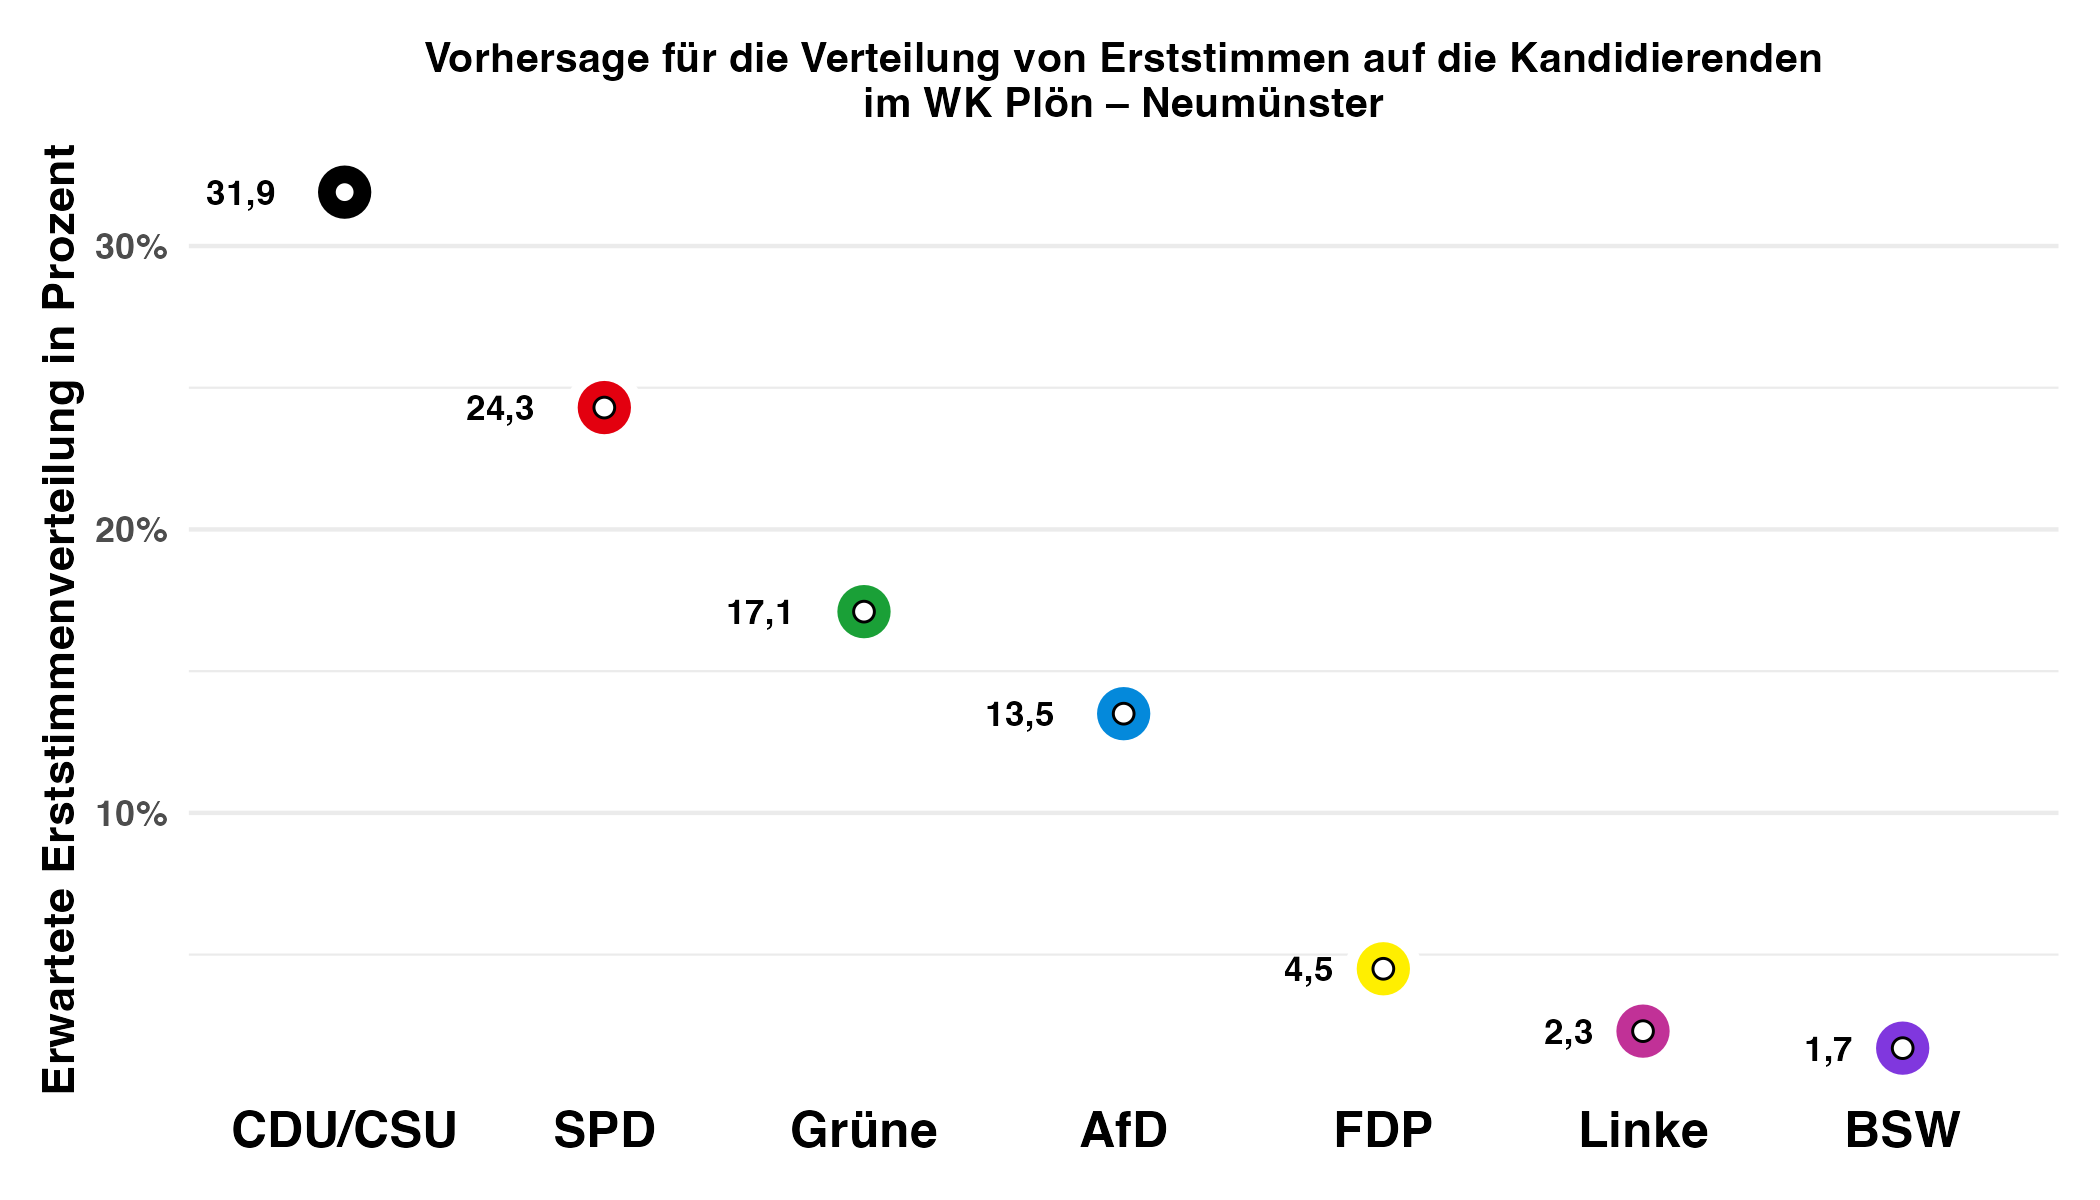 Vorhersage für die Verteilung von Erststimmen auf die Kandidierenden
im WK Plön – Neumünster
Erwartete Erststimmenverteilung in Prozent
30%
20%
10%
31,9
24,3
17,1
13,5
4,5
2,3
1,7
CDU/CSU
SPD
Grüne
AfD
FDP
Linke
BSW